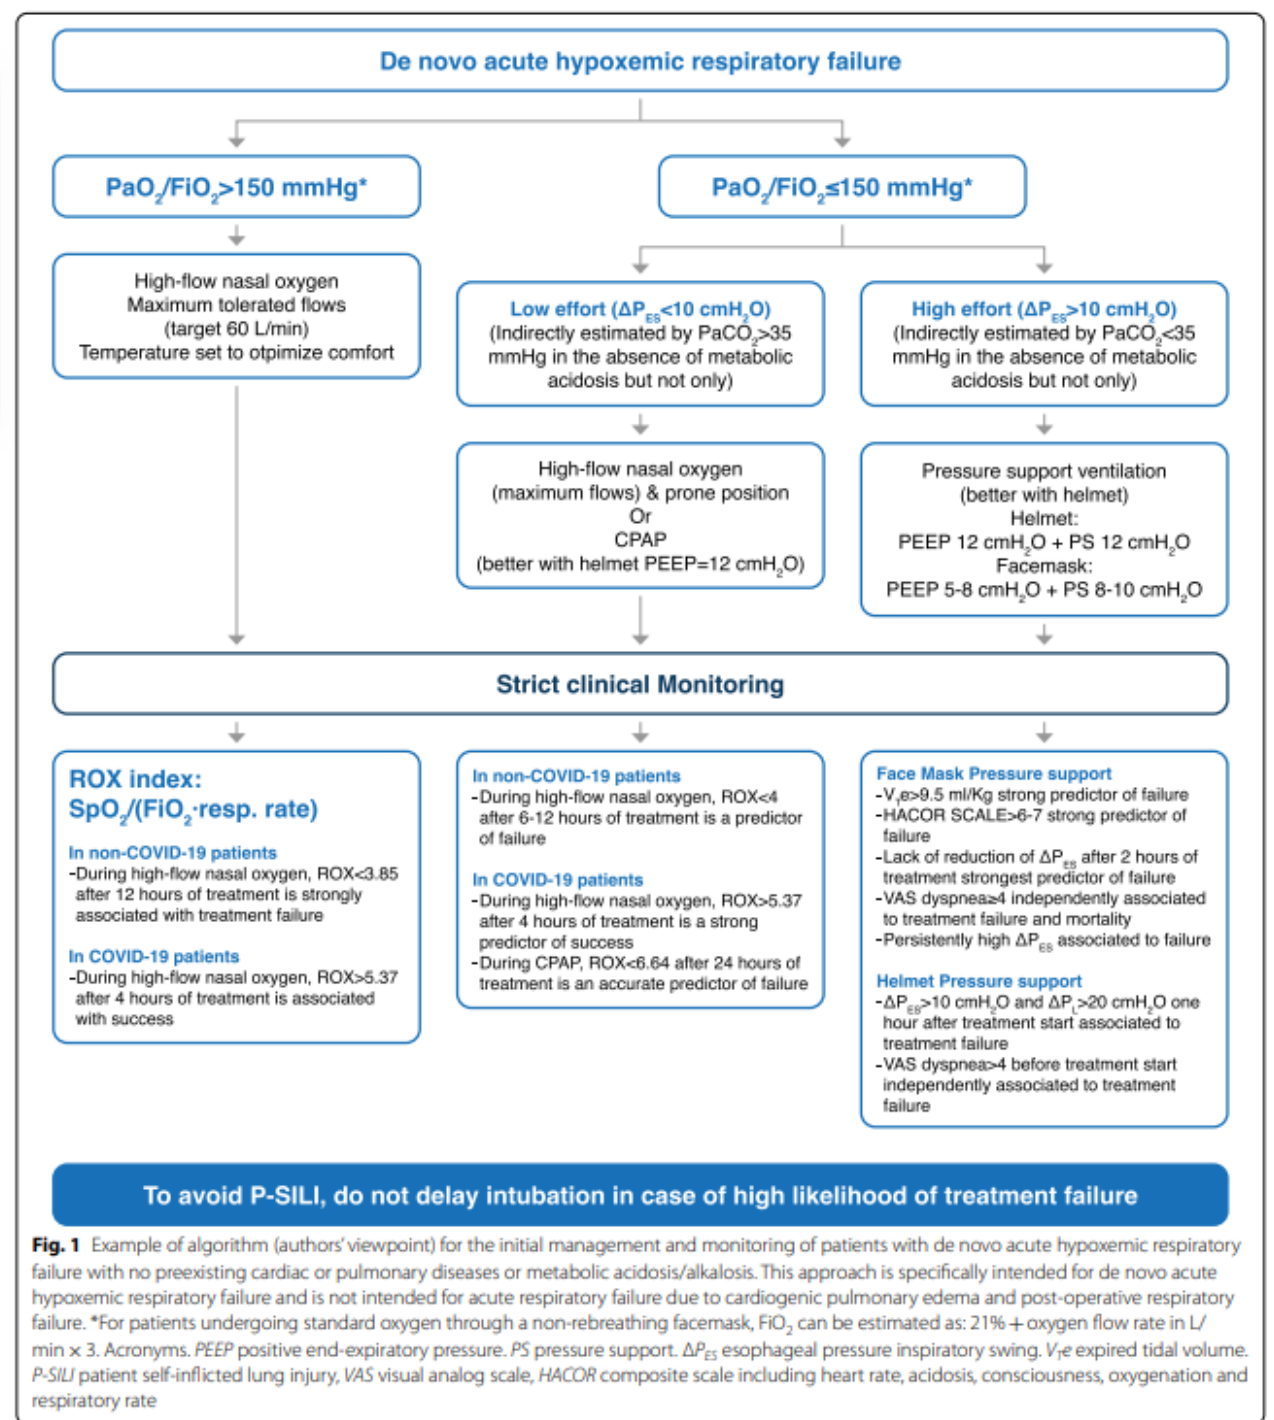 De novo acute hypoxemic respiratory failure
PaO₂/FiO₂>150 mmHg*
PaO₂/FiO₂≤150 mmHg*
High-flow nasal oxygen
Maximum tolerated flows
(target 60 L/min)
Temperature set to otpimize comfort
Low effort (ΔP_ES<10 cmH₂O)
(Indirectly estimated by PaCO₂>35
mmHg in the absence of metabolic
acidosis but not only)
High effort (ΔP_ES>10 cmH₂O)
(Indirectly estimated by PaCO₂<35
mmHg in the absence of metabolic
acidosis but not only)
High-flow nasal oxygen
(maximum flows) & prone position
Or
CPAP
(better with helmet PEEP=12 cmH₂O)
Pressure support ventilation
(better with helmet)
Helmet:
PEEP 12 cmH₂O + PS 12 cmH₂O
Facemask:
PEEP 5-8 cmH₂O + PS 8-10 cmH₂O
Strict clinical Monitoring
ROX index:
SpO₂/(FiO₂·resp. rate)
In non-COVID-19 patients
-During high-flow nasal oxygen, ROX<3.85
after 12 hours of treatment is strongly
associated with treatment failure
In COVID-19 patients
-During high-flow nasal oxygen, ROX>5.37
after 4 hours of treatment is associated
with success
In non-COVID-19 patients
-During high-flow nasal oxygen, ROX<4
after 6-12 hours of treatment is a predictor
of failure
In COVID-19 patients
-During high-flow nasal oxygen, ROX>5.37
after 4 hours of treatment is a strong
predictor of success
-During CPAP, ROX<6.64 after 24 hours of
treatment is an accurate predictor of failure
Face Mask Pressure support
-V_Te>9.5 ml/Kg strong predictor of failure
-HACOR SCALE>6-7 strong predictor of
failure
-Lack of reduction of ΔP_ES after 2 hours of
treatment strongest predictor of failure
-VAS dyspnea≥4 independently associated
to treatment failure and mortality
-Persistently high ΔP_ES associated to failure
Helmet Pressure support
-ΔP_ES>10 cmH₂O and ΔP_L>20 cmH₂O one
hour after treatment start associated to
treatment failure
-VAS dyspnea>4 before treatment start
independently associated to treatment
failure
To avoid P-SILI, do not delay intubation in case of high likelihood of treatment failure
Fig. 1 Example of algorithm (authors' viewpoint) for the initial management and monitoring of patients with de novo acute hypoxemic respiratory
failure with no preexisting cardiac or pulmonary diseases or metabolic acidosis/alkalosis. This approach is specifically intended for de novo acute
hypoxemic respiratory failure and is not intended for acute respiratory failure due to cardiogenic pulmonary edema and post-operative respiratory
failure. *For patients undergoing standard oxygen through a non-rebreathing facemask, FiO₂ can be estimated as: 21% + oxygen flow rate in L/
min × 3. Acronyms. PEEP positive end-expiratory pressure. PS pressure support. ΔP_ES esophageal pressure inspiratory swing. V_Te expired tidal volume.
P-SILI patient self-inflicted lung injury, VAS visual analog scale, HACOR composite scale including heart rate, acidosis, consciousness, oxygenation and
respiratory rate